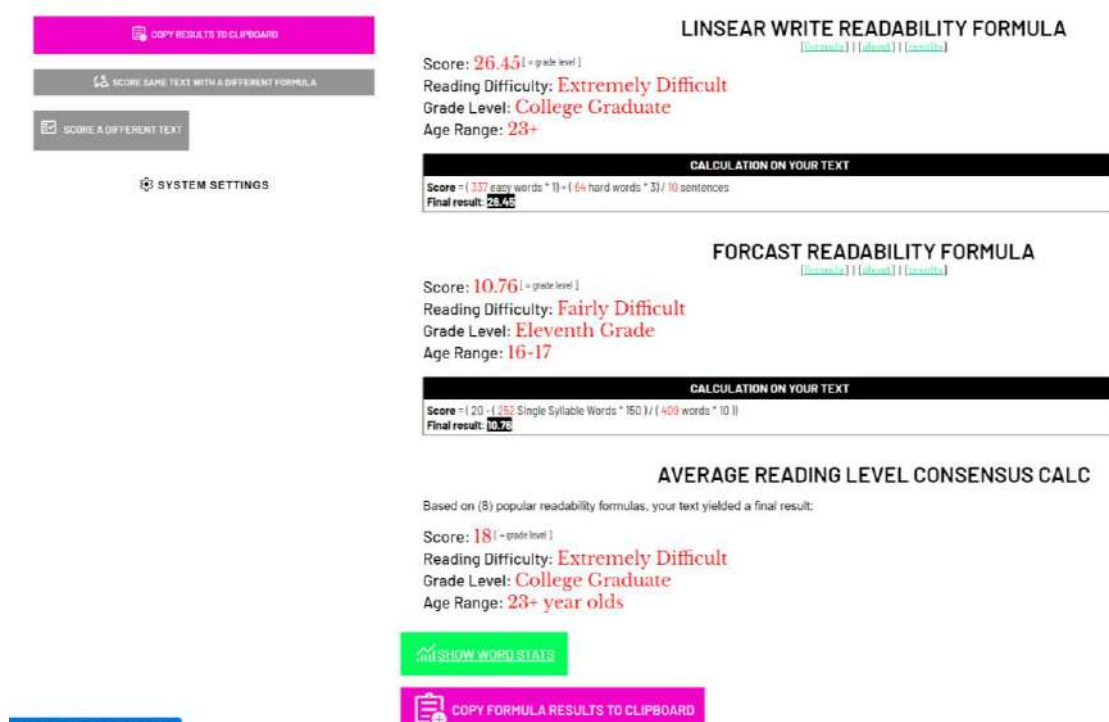 COPY RESULTS TO CLIPBOARD
SCORE SAME TEXT WITH A DIFFERENT FORMULA
SCORE A DIFFERENT TEXT
SYSTEM SETTINGS
LINSEAR WRITE READABILITY FORMULA
[formula] | [about] | [results]
Score: 26.45 [ = grade level ]
Reading Difficulty: Extremely Difficult
Grade Level: College Graduate
Age Range: 23+
CALCULATION ON YOUR TEXT
Score = ( 337 easy words * 1) + ( 64 hard words * 3) / 10 sentences
Final result: 26.45
FORCAST READABILITY FORMULA
[formula] | [about] | [results]
Score: 10.76 [ = grade level ]
Reading Difficulty: Fairly Difficult
Grade Level: Eleventh Grade
Age Range: 16-17
CALCULATION ON YOUR TEXT
Score = ( 20 - ( 252 Single Syllable Words * 150 ) / ( 409 words * 10 ))
Final result: 10.76
AVERAGE READING LEVEL CONSENSUS CALC
Based on (8) popular readability formulas, your text yielded a final result:
Score: 18 [ = grade level ]
Reading Difficulty: Extremely Difficult
Grade Level: College Graduate
Age Range: 23+ year olds
SHOW WORD STATS
COPY FORMULA RESULTS TO CLIPBOARD